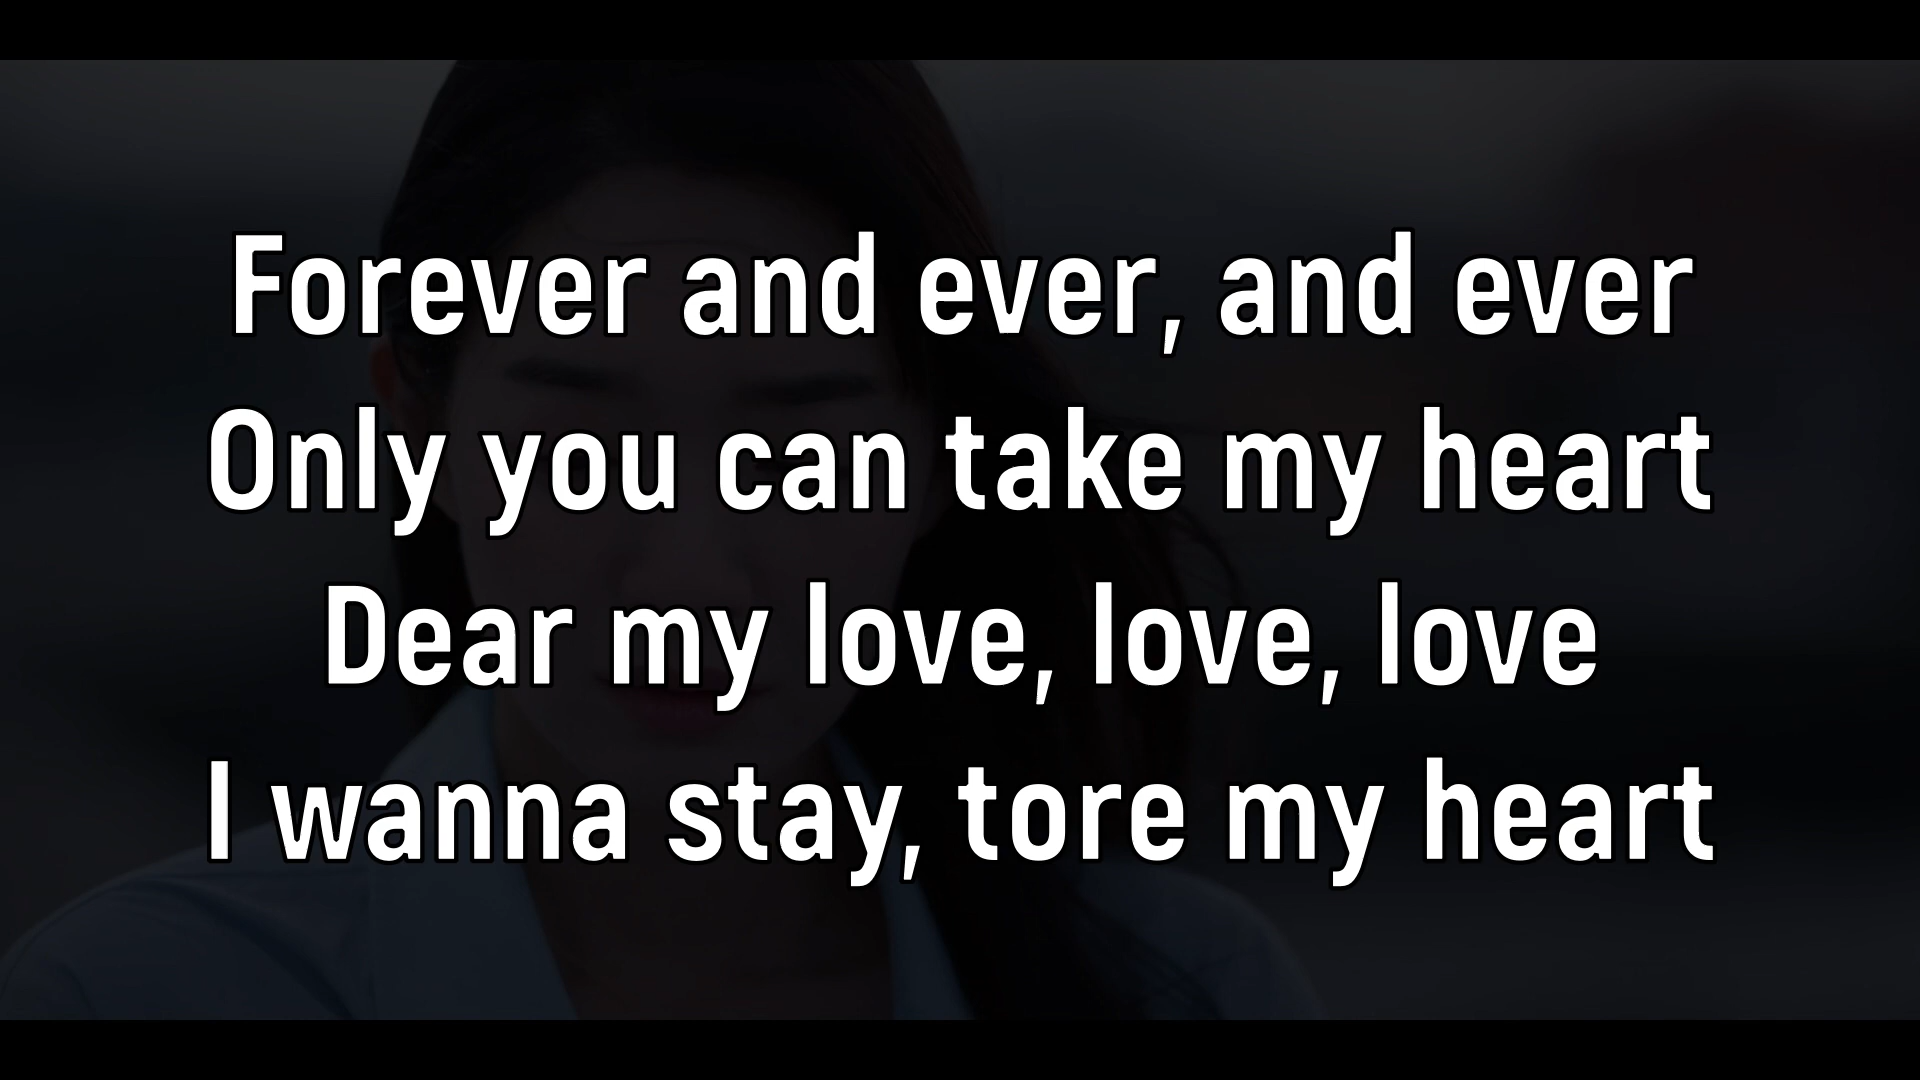 Forever and ever, and ever
Only you can take my heart
Dear my love, love, love
I wanna stay, tore my heart